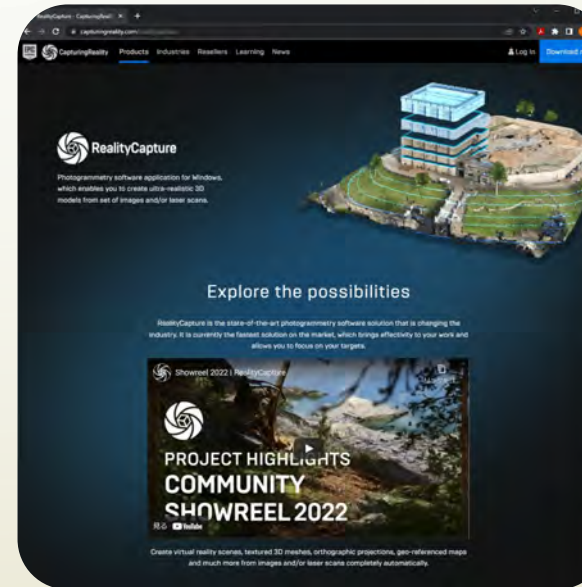 RealityCapture - CapturingReali
capturingreality.com
CapturingReality Products Industries Resellers Learning News
Log in Download
RealityCapture
Photogrammetry software application for Windows,
which enables you to create ultra-realistic 3D
models from set of images and/or laser scans.
Explore the possibilities
RealityCapture is the state-of-the-art photogrammetry software solution that is changing the
industry. It is currently the fastest solution on the market, which brings effectivity to your work and
allows you to focus on your targets.
Showreel 2022 | RealityCapture
PROJECT HIGHLIGHTS
COMMUNITY
SHOWREEL 2022
見る YouTube
Create virtual reality scenes, textured 3D meshes, orthographic projections, geo-referenced maps
and much more from images and/or laser scans completely automatically.